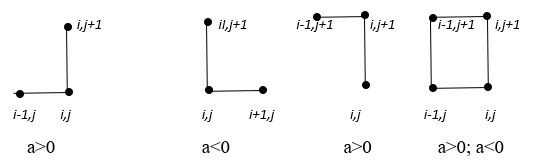 i,j+1
i-1,j
i,j
a>0
il,j+1
i,j
i+1,j
a<0
i-1,j+1
i,j+1
i,j
a>0
i-1,j+1
i,j+1
i-1,j
i,j
a>0; a<0